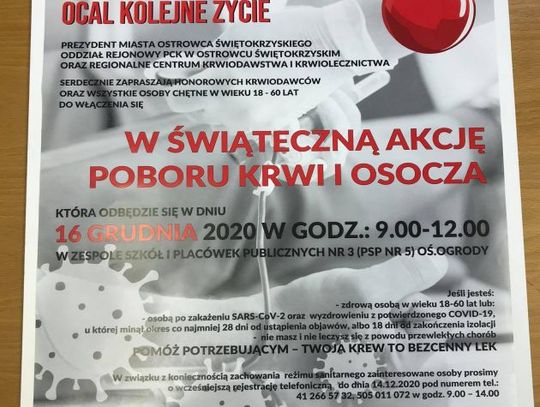 OCAL KOLEJNE ŻYCIE
PREZYDENT MIASTA OSTROWCA ŚWIĘTOKRZYSKIEGO
ODDZIAŁ REJONOWY PCK W OSTROWCU ŚWIĘTOKRZYSKIM
ORAZ REGIONALNE CENTRUM KRWIODAWSTWA I KRWIOLECZNICTWA
SERDECZNIE ZAPRASZAJĄ HONOROWYCH KRWIODAWCÓW
ORAZ WSZYSTKIE OSOBY CHĘTNE W WIEKU 18 - 60 LAT
DO WŁĄCZENIA SIĘ
W ŚWIĄTECZNĄ AKCJĘ
POBORU KRWI I OSOCZA
KTÓRA ODBĘDZIE SIĘ W DNIU
16 GRUDNIA 2020 W GODZ.: 9.00-12.00
W ZESPOLE SZKÓŁ I PLACÓWEK PUBLICZNYCH NR 3 (PSP NR 5) OŚ.OGRODY
Jeśli jesteś:
- zdrową osobą w wieku 18-60 lat lub:
- osobą po zakażeniu SARS-CoV-2 oraz wyzdrowieniu z potwierdzonego COVID-19,
u której minął okres co najmniej 28 dni od ustąpienia objawów, albo 18 dni od zakończenia izolacji
- nie masz i nie leczysz się z powodu przewlekłych chorób
POMÓŻ POTRZEBUJĄCYM – TWOJA KREW TO BEZCENNY LEK
W związku z koniecznością zachowania reżimu sanitarnego zainteresowane osoby prosimy
o wcześniejszą rejestrację telefoniczną do dnia 14.12.2020 pod numerem tel.:
41 266 57 32, 505 011 072 w godz. 9.00 – 14.00